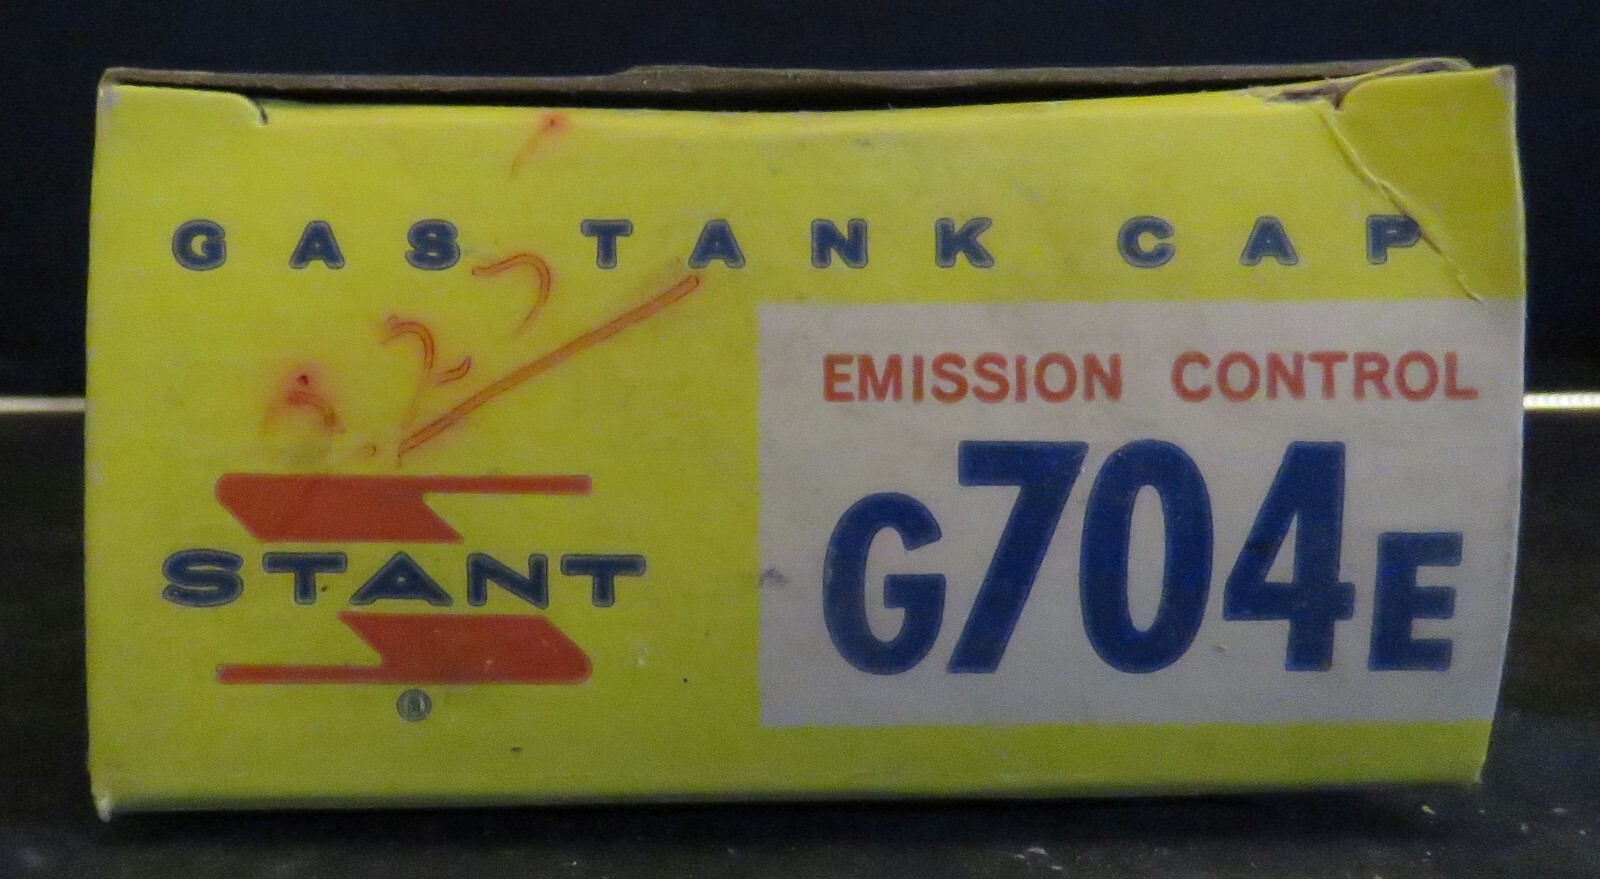 GAS TANK CAP
EMISSION CONTROL
G704E
STANT
®